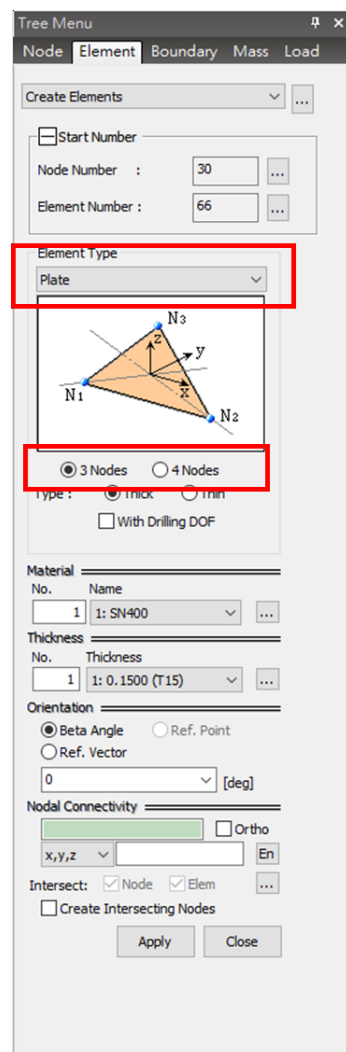 Tree Menu
Node Element Boundary Mass Load
Create Elements
...
Start Number
Node Number : 30 ...
Element Number : 66 ...
Element Type
Plate
N3
z
y
N1
x
N2
3 Nodes 4 Nodes
Type : Thick Thin
With Drilling DOF
Material
No. Name
1 1: SN400 ...
Thickness
No. Thickness
1 1: 0.1500 (T15) ...
Orientation
Beta Angle Ref. Point
Ref. Vector
0 [deg]
Nodal Connectivity
Ortho
x,y,z En
Intersect: Node Elem ...
Create Intersecting Nodes
Apply Close